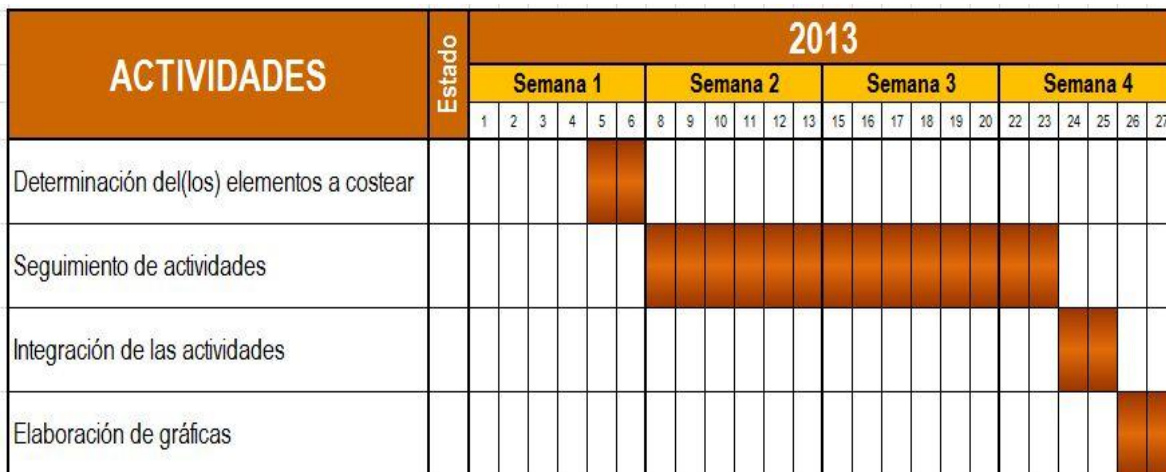 ACTIVIDADES
Estado
2013
Semana 1 Semana 2 Semana 3 Semana 4
1 2 3 4 5 6 8 9 10 11 12 13 15 16 17 18 19 20 22 23 24 25 26 27
Determinación del(los) elementos a costear
Seguimiento de actividades
Integración de las actividades
Elaboración de gráficas